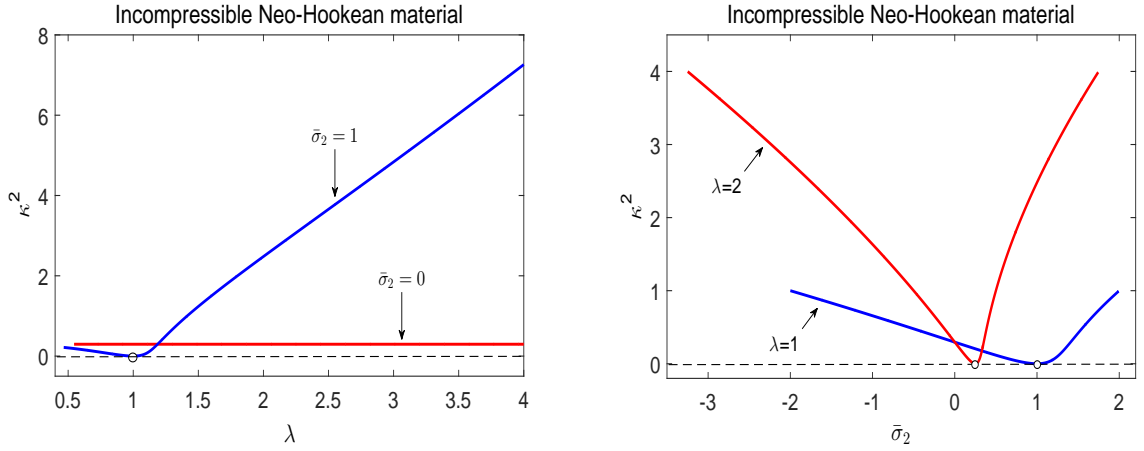 Incompressible Neo-Hookean material
8
6
4
2
0
κ²
σ̄₂ = 1
σ̄₂ = 0
0.5 1 1.5 2 2.5 3 3.5 4
λ
Incompressible Neo-Hookean material
4
3
2
1
0
κ²
λ=2
λ=1
-3 -2 -1 0 1 2
σ̄₂